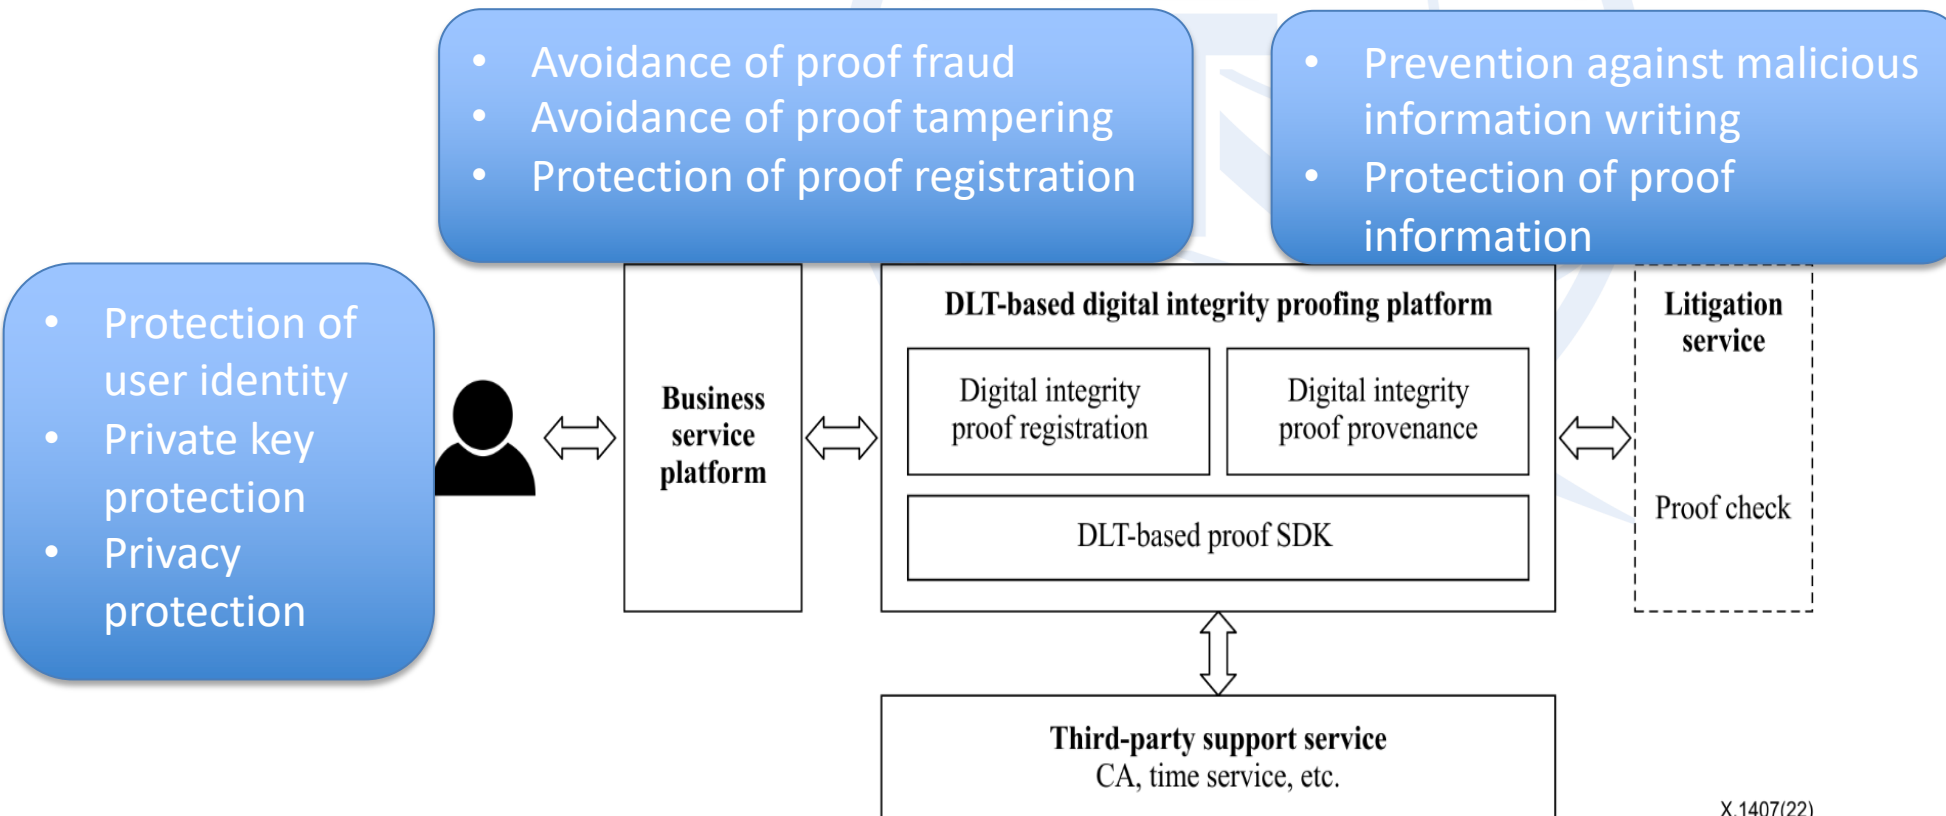 • Avoidance of proof fraud
• Avoidance of proof tampering
• Protection of proof registration
• Prevention against malicious
information writing
• Protection of proof
information
• Protection of
user identity
• Private key
protection
• Privacy
protection
Business
service
platform
DLT-based digital integrity proofing platform
Digital integrity
proof registration
Digital integrity
proof provenance
DLT-based proof SDK
Litigation
service
Proof check
Third-party support service
CA, time service, etc.
X.1407(22)